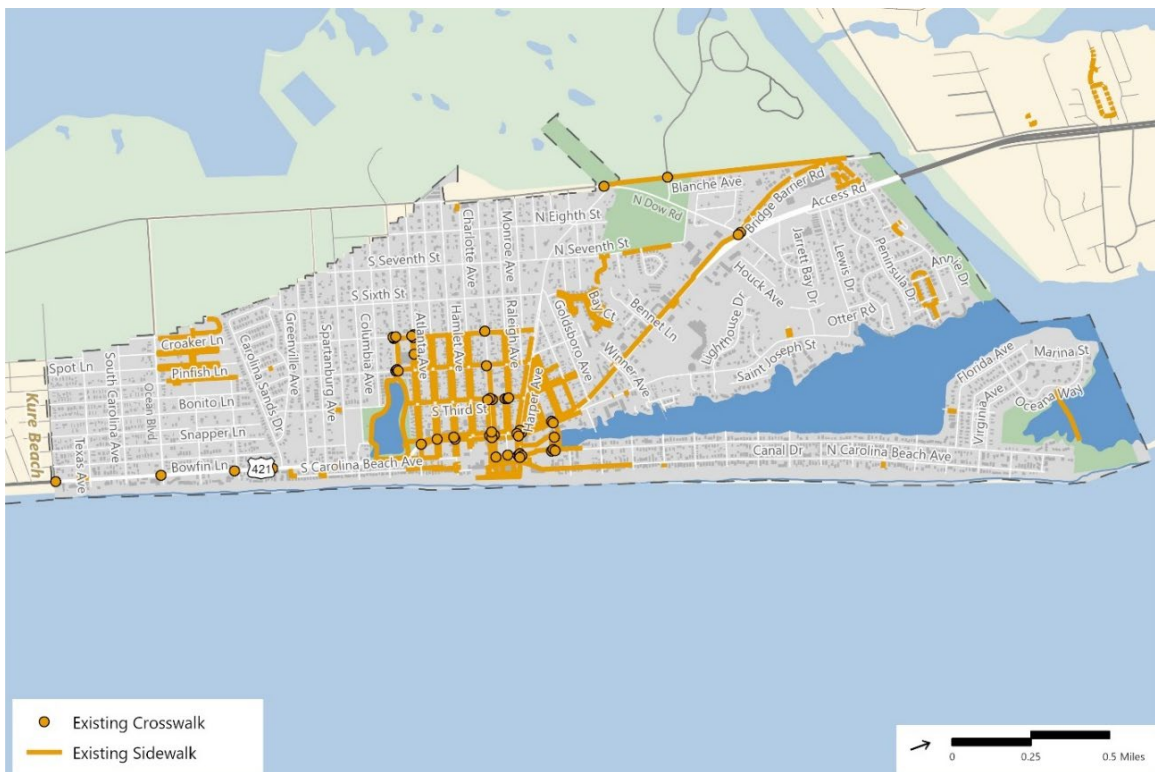 Blanche Ave
N Dow Rd
Bridge Barrier Rd
Access Rd
N Eighth St
Charlotte Ave
Monroe Ave
N Seventh St
S Seventh St
Jarrett Bay Dr
Lewis Dr
Peninsula Dr
Annie Dr
Houck Ave
S Sixth St
Bay Ct
Bennet Ln
Otter Rd
Lighthouse Dr
Goldsboro Ave
Croaker Ln
Carolina Sands Dr
Greenville Ave
Spartanburg Ave
Columbia Ave
Atlanta Ave
Hamlet Ave
Raleigh Ave
Winner Ave
Saint Joseph St
Spot Ln
Pinfish Ln
Marina St
Florida Ave
South Carolina Ave
Ocean Blvd
Bonito Ln
S Third St
Harper Ave
Virginia Ave
Oceana Way
Kure Beach
Snapper Ln
Texas Ave
Bowfin Ln
421
S Carolina Beach Ave
Canal Dr
N Carolina Beach Ave
Existing Crosswalk
Existing Sidewalk
0
0.25
0.5 Miles